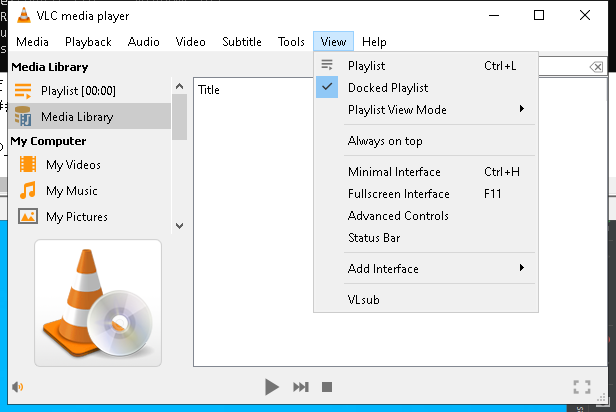 VLC media player
Media Playback Audio Video Subtitle Tools View Help
Media Library
Playlist [00:00]
Media Library
My Computer
My Videos
My Music
My Pictures
Title
Playlist Ctrl+L
Docked Playlist
Playlist View Mode
Always on top
Minimal Interface Ctrl+H
Fullscreen Interface F11
Advanced Controls
Status Bar
Add Interface
VLsub